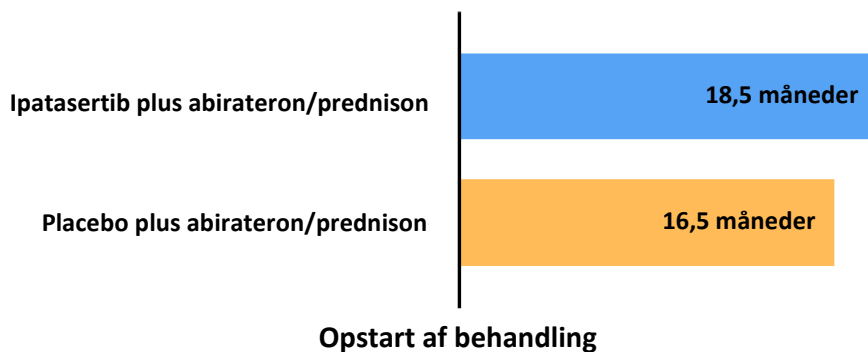 Ipatasertib plus abirateron/prednison
18,5 måneder
Placebo plus abirateron/prednison
16,5 måneder
Opstart af behandling